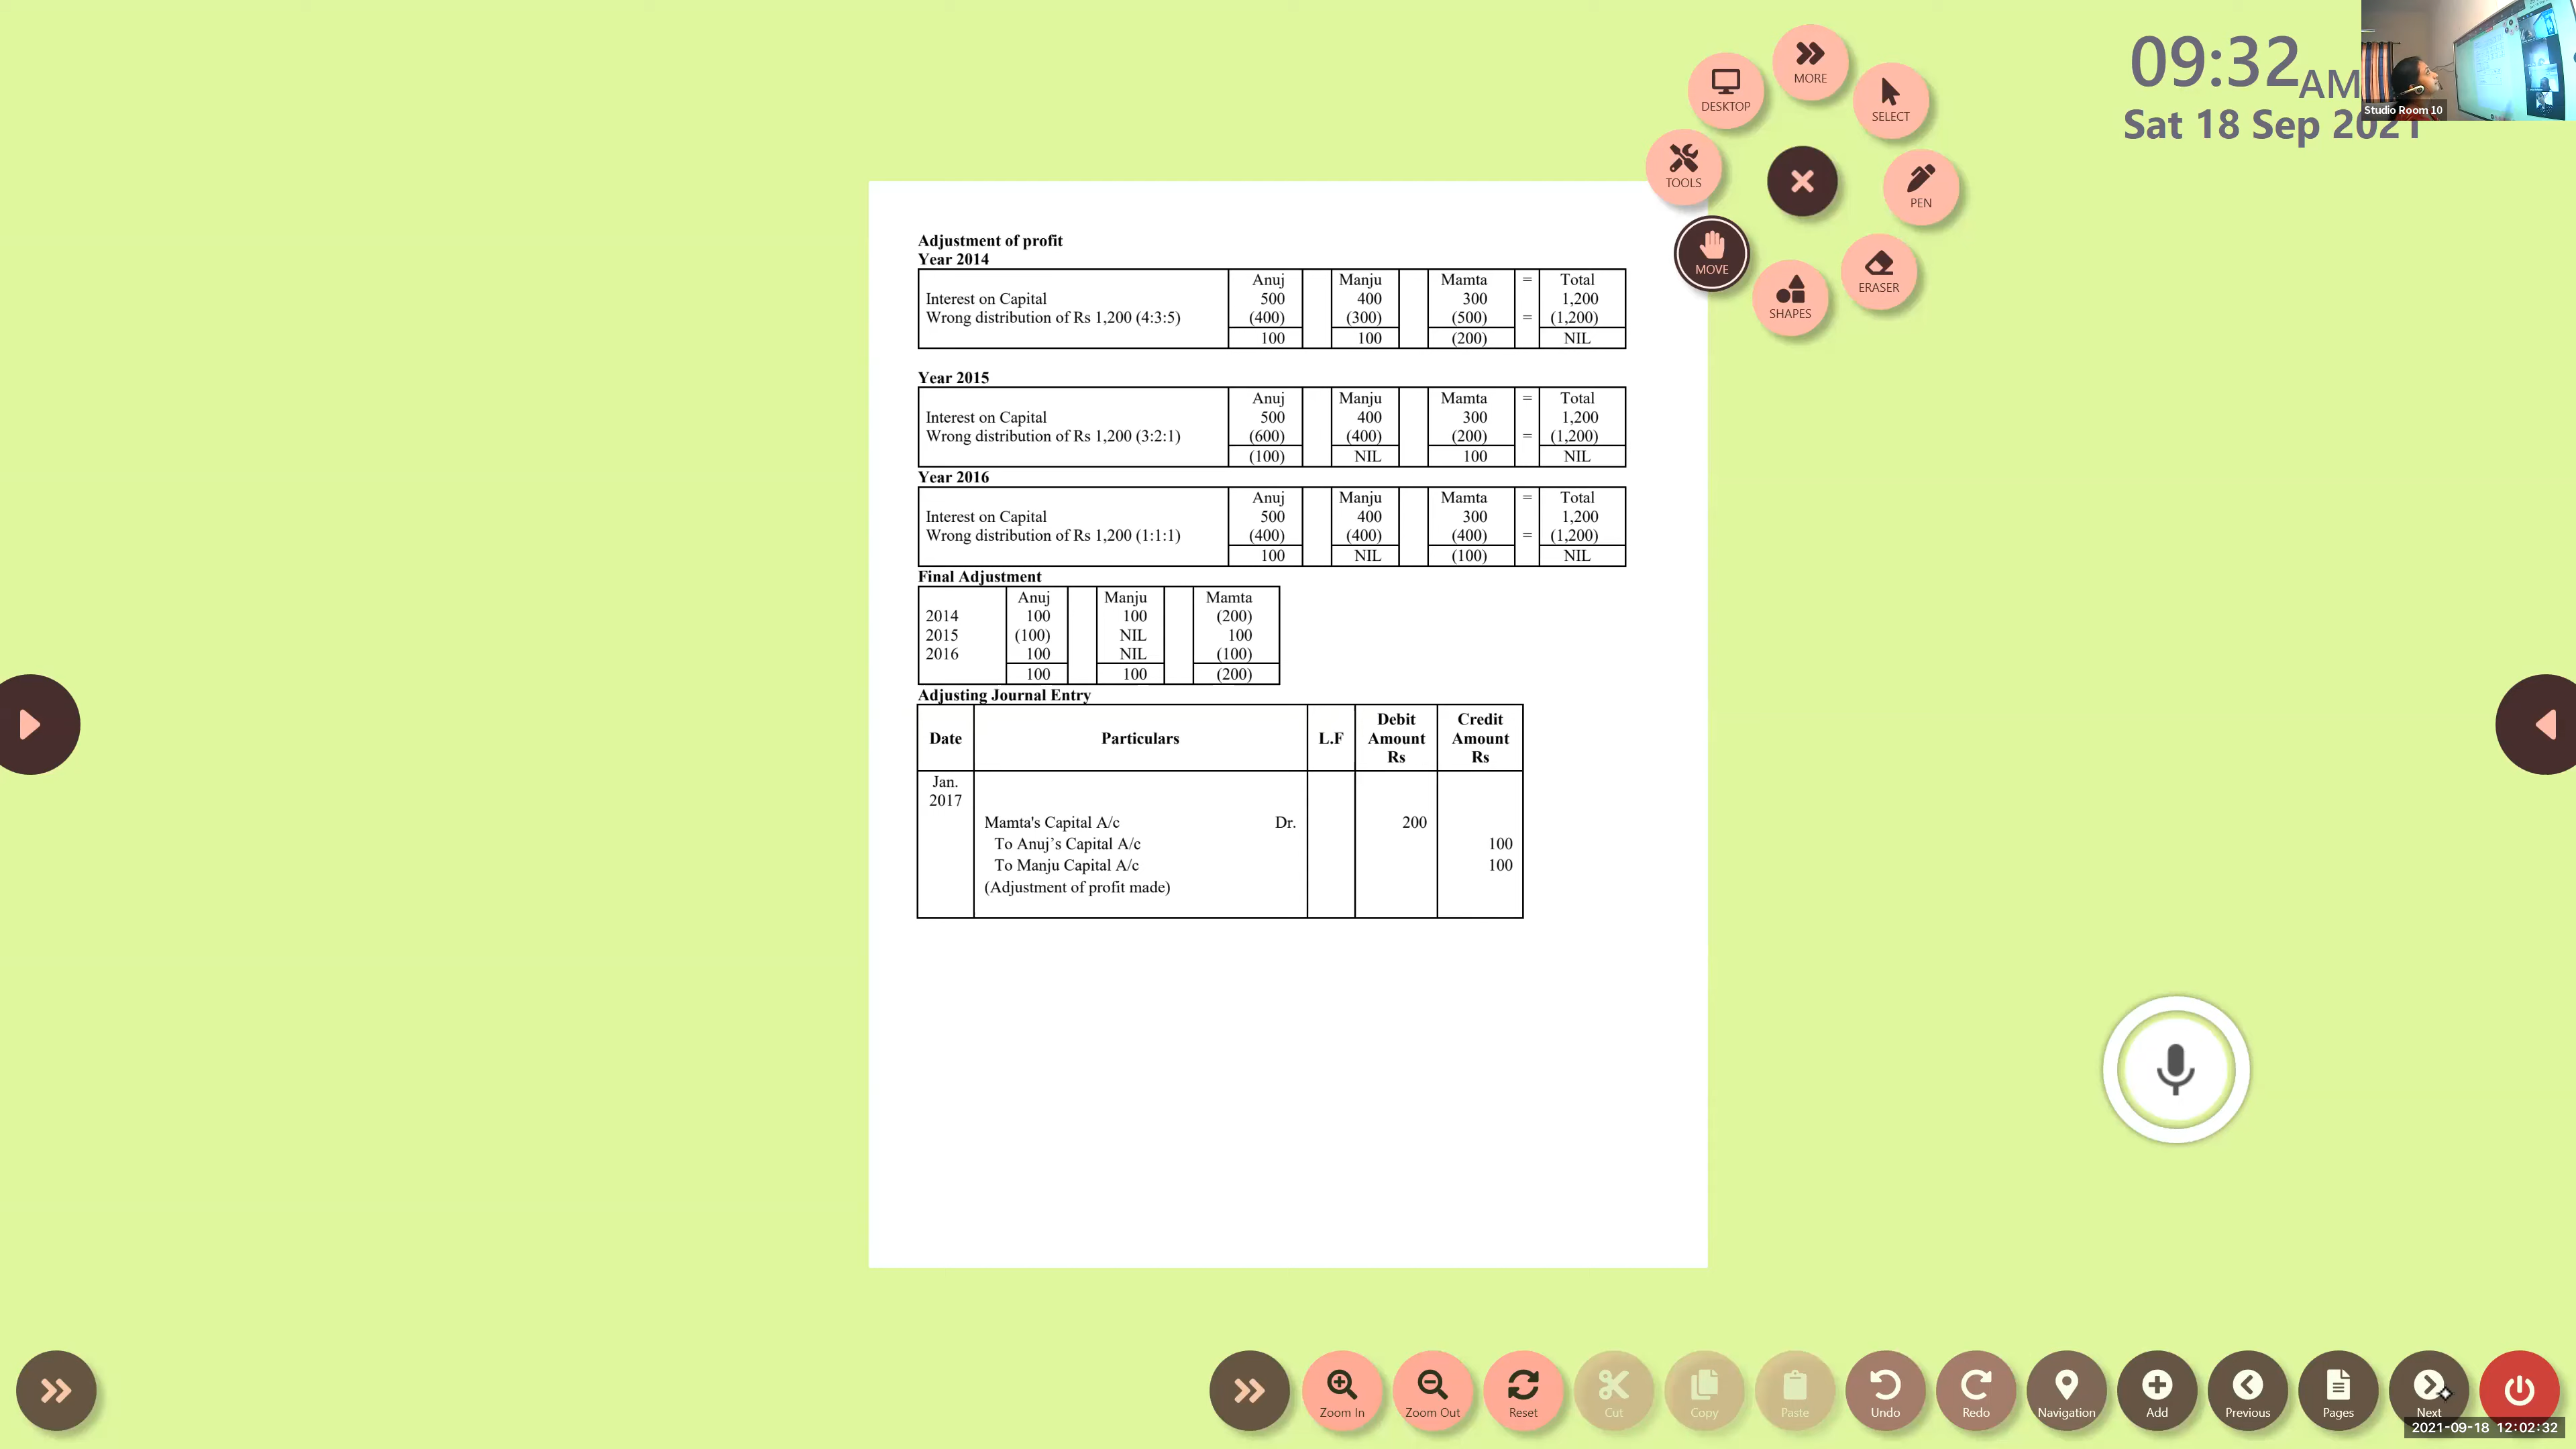 09:32 AM
Sat 18 Sep 2021
Studio Room 10
MORE
DESKTOP
SELECT
TOOLS
PEN
MOVE
ERASER
SHAPES
Adjustment of profit
Year 2014
Anuj Manju Mamta = Total
Interest on Capital 500 400 300 1,200
Wrong distribution of Rs 1,200 (4:3:5) (400) (300) (500) = (1,200)
100 100 (200) NIL
Year 2015
Anuj Manju Mamta = Total
Interest on Capital 500 400 300 1,200
Wrong distribution of Rs 1,200 (3:2:1) (600) (400) (200) = (1,200)
(100) NIL 100 NIL
Year 2016
Anuj Manju Mamta = Total
Interest on Capital 500 400 300 1,200
Wrong distribution of Rs 1,200 (1:1:1) (400) (400) (400) = (1,200)
100 NIL (100) NIL
Final Adjustment
Anuj Manju Mamta
2014 100 100 (200)
2015 (100) NIL 100
2016 100 NIL (100)
100 100 (200)
Adjusting Journal Entry
Date Particulars L.F Debit Amount Rs Credit Amount Rs
Jan.
2017
Mamta's Capital A/c Dr. 200
To Anuj’s Capital A/c 100
To Manju Capital A/c 100
(Adjustment of profit made)
Zoom In Zoom Out Reset Cut Copy Paste Undo Redo Navigation Add Previous Pages Next
2021-09-18 12:02:32